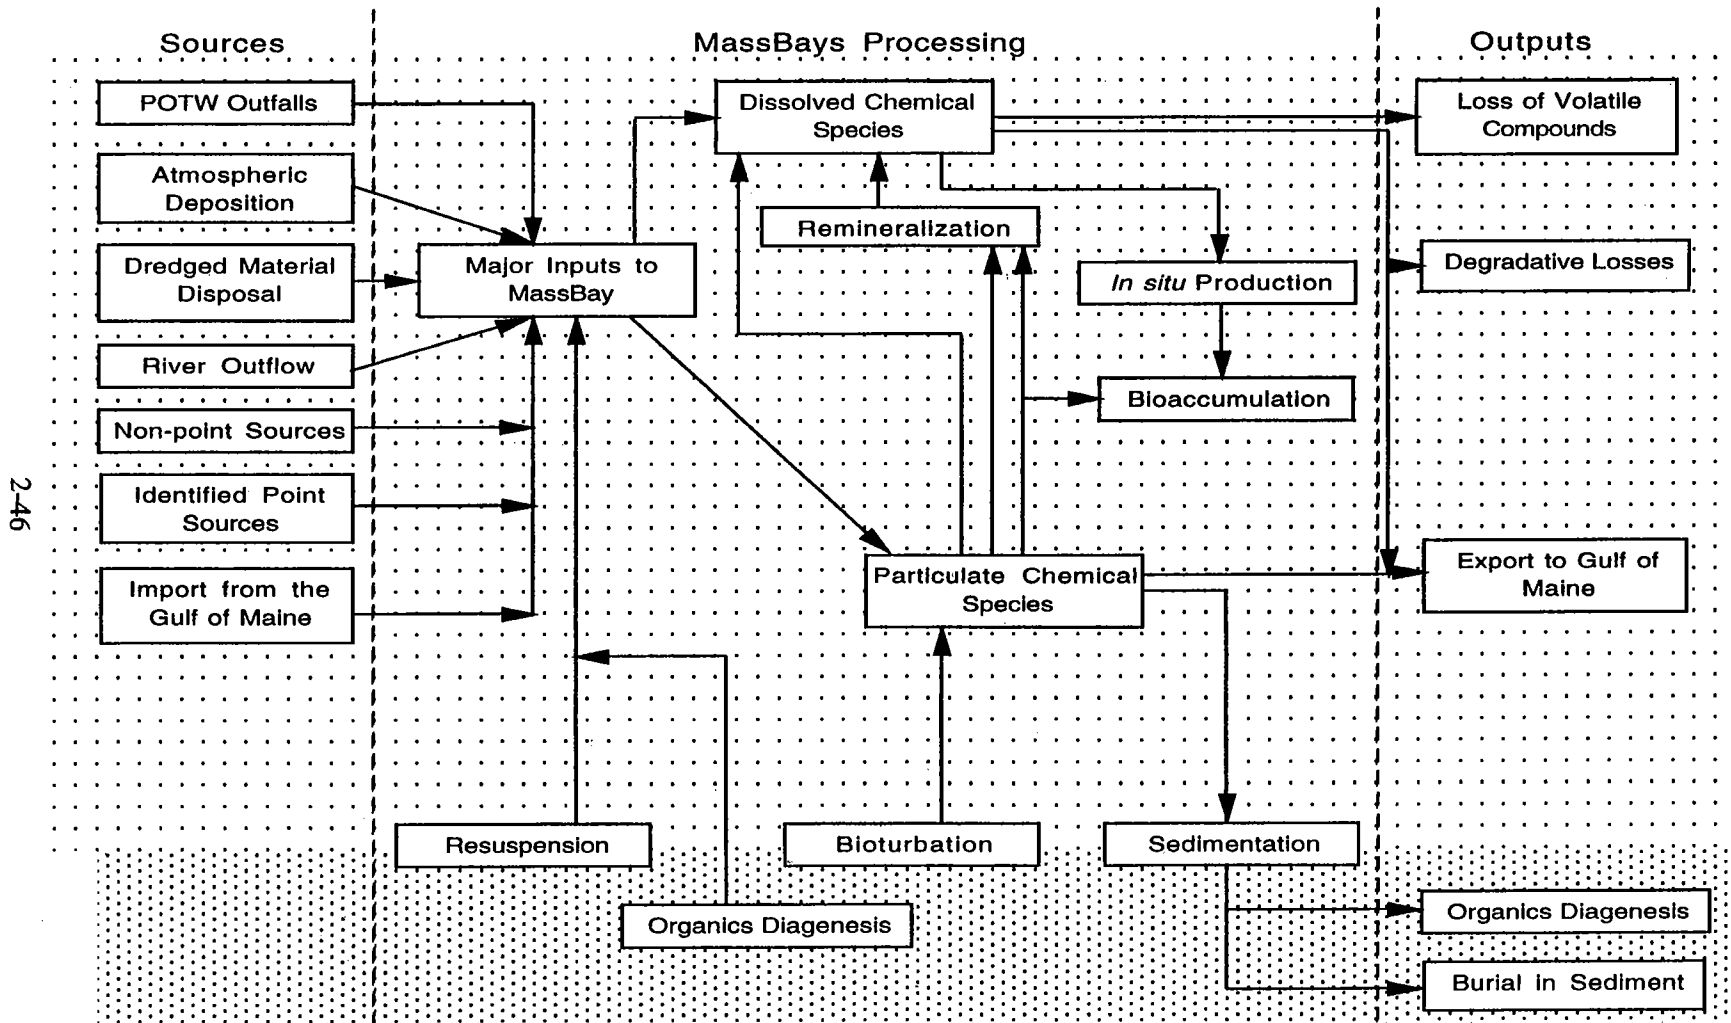 Sources
MassBays Processing
Outputs
POTW Outfalls
Atmospheric
Deposition
Dredged Material
Disposal
River Outflow
Non-point Sources
Identified Point
Sources
Import from the
Gulf of Maine
Major Inputs to
MassBay
Dissolved Chemical
Species
Remineralization
In situ Production
Bioaccumulation
Particulate Chemical
Species
Resuspension
Bioturbation
Sedimentation
Organics Diagenesis
Loss of Volatile
Compounds
Degradative Losses
Export to Gulf of
Maine
Organics Diagenesis
Burial in Sediment
2-46